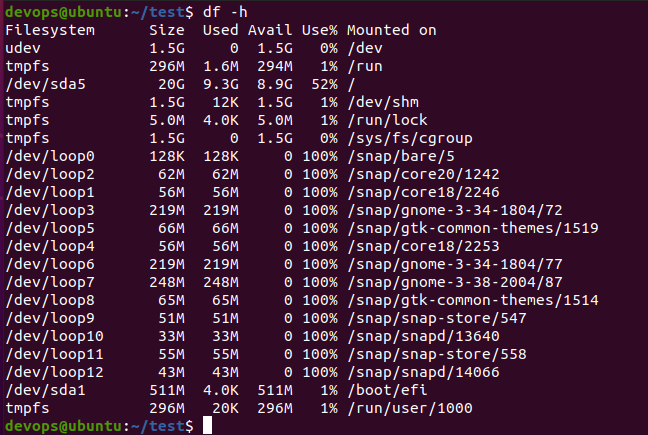 devops@ubuntu:~/test$ df -h
Filesystem      Size  Used Avail Use% Mounted on
udev            1.5G     0  1.5G   0% /dev
tmpfs           296M  1.6M  294M   1% /run
/dev/sda5        20G  9.3G  8.9G  52% /
tmpfs           1.5G   12K  1.5G   1% /dev/shm
tmpfs           5.0M  4.0K  5.0M   1% /run/lock
tmpfs           1.5G     0  1.5G   0% /sys/fs/cgroup
/dev/loop0      128K  128K     0 100% /snap/bare/5
/dev/loop2       62M   62M     0 100% /snap/core20/1242
/dev/loop1       56M   56M     0 100% /snap/core18/2246
/dev/loop3      219M  219M     0 100% /snap/gnome-3-34-1804/72
/dev/loop5       66M   66M     0 100% /snap/gtk-common-themes/1519
/dev/loop4       56M   56M     0 100% /snap/core18/2253
/dev/loop6      219M  219M     0 100% /snap/gnome-3-34-1804/77
/dev/loop7      248M  248M     0 100% /snap/gnome-3-38-2004/87
/dev/loop8       65M   65M     0 100% /snap/gtk-common-themes/1514
/dev/loop9       51M   51M     0 100% /snap/snap-store/547
/dev/loop10      33M   33M     0 100% /snap/snapd/13640
/dev/loop11      55M   55M     0 100% /snap/snap-store/558
/dev/loop12      43M   43M     0 100% /snap/snapd/14066
/dev/sda1       511M  4.0K  511M   1% /boot/efi
tmpfs           296M   20K  296M   1% /run/user/1000
devops@ubuntu:~/test$